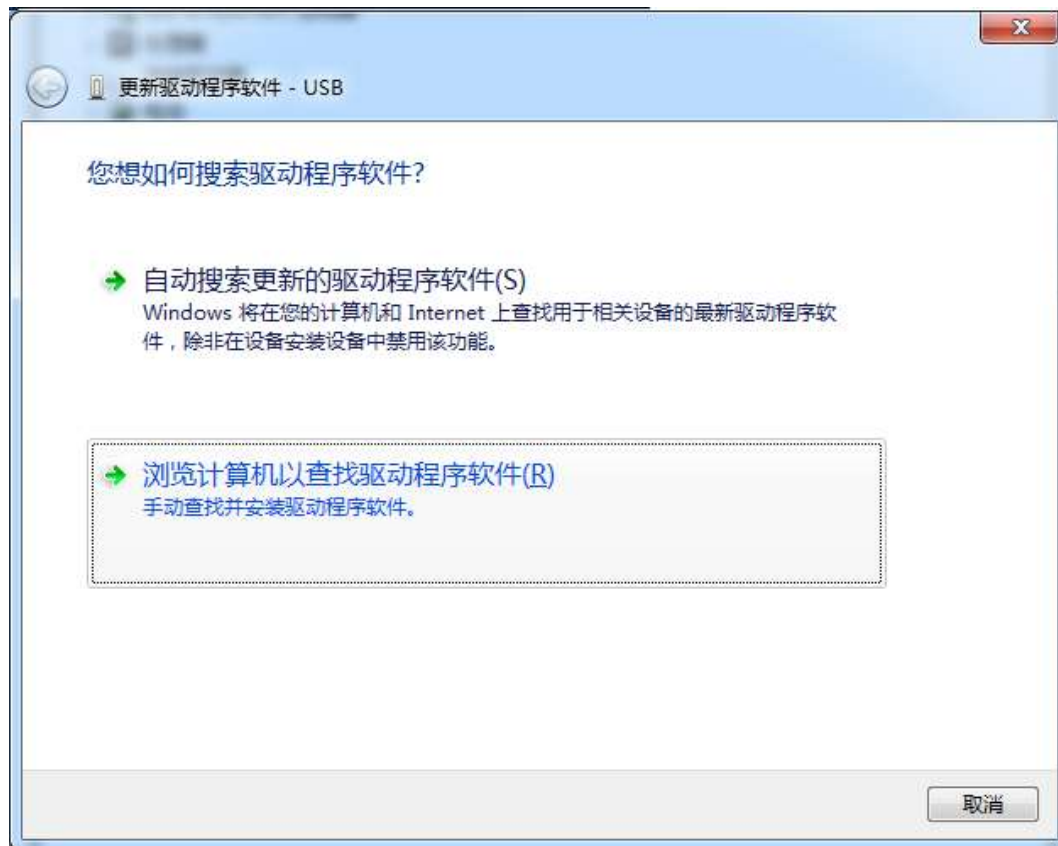 更新驱动程序软件 - USB
您想如何搜索驱动程序软件?
自动搜索更新的驱动程序软件(S)
Windows 将在您的计算机和 Internet 上查找用于相关设备的最新驱动程序软
件，除非在设备安装设备中禁用该功能。
浏览计算机以查找驱动程序软件(R)
手动查找并安装驱动程序软件。
取消